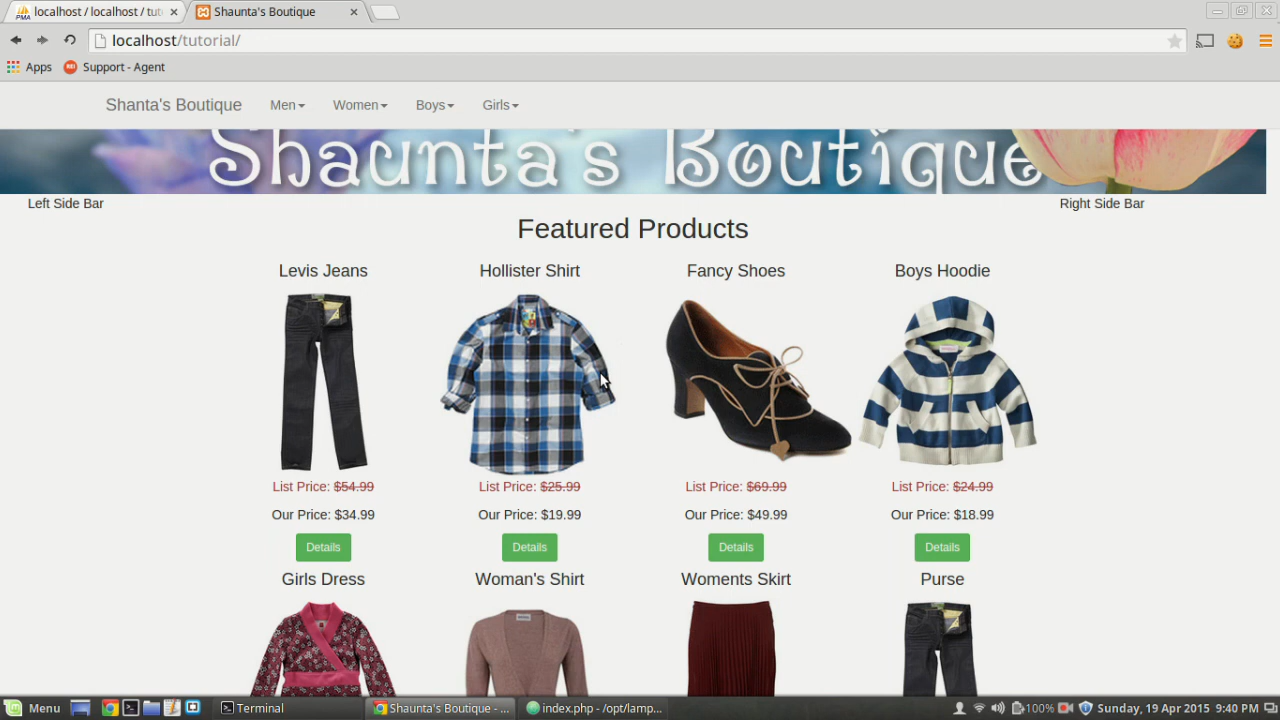 localhost / localhost / tut
Shaunta's Boutique
localhost/tutorial/
Apps
REI
Support - Agent
Shanta's Boutique
Men
Women
Boys
Girls
Shaunta's Boutique
Left Side Bar
Right Side Bar
Featured Products
Levis Jeans
Hollister Shirt
Fancy Shoes
Boys Hoodie
List Price: $54.99
List Price: $25.99
List Price: $69.99
List Price: $24.99
Our Price: $34.99
Our Price: $19.99
Our Price: $49.99
Our Price: $18.99
Details
Details
Details
Details
Girls Dress
Woman's Shirt
Woments Skirt
Purse
Menu
Terminal
Shaunta's Boutique - ...
index.php - /opt/lamp...
100%
Sunday, 19 Apr 2015
9:40 PM